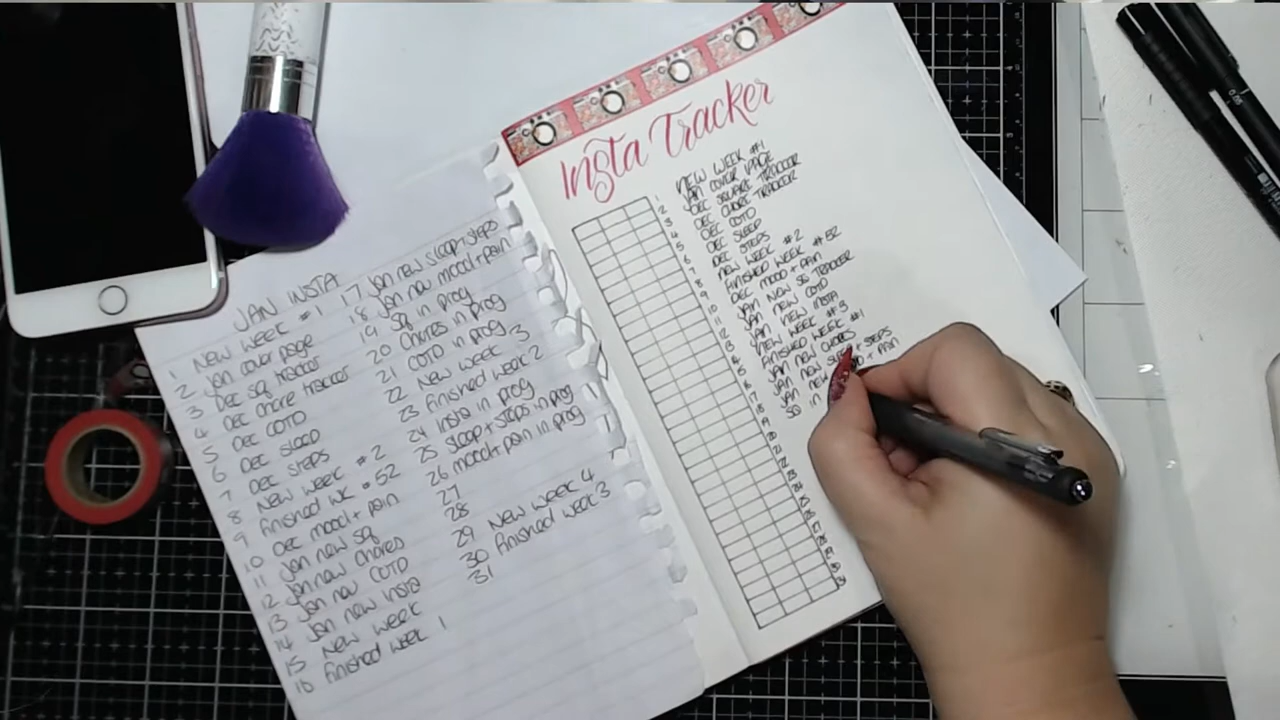 JAN INSTA
1 New week #1
2 Jan cover page
3 Dec sq tracker
4 Dec chore tracker
5 Dec COTD
6 Dec sleep
7 Dec steps
8 New week #2
9 finished wk #52
10 Dec mood + pain
11 Jan new sq
12 Jan new chores
13 Jan new COTD
14 Jan new insta
15 New week
16 finished week 1
17 Jan new sleep+steps
18 Jan new mood+pain
19 Sq in prog
20 Chores in prog
21 COTD in prog
22 New week 3
23 finished week 2
24 Insta in prog
25 sleep + steps in prog
26 mood+pain in prog
27
28
29 New week 4
30 finished week 3
31
Insta Tracker
1 NEW WEEK #1
2 JAN COVER PAGE
3 DEC SQUARE TRACKER
4 DEC CHORE TRACKER
5 DEC COTD
6 DEC SLEEP
7 DEC STEPS
8 NEW WEEK #2
9 FINISHED WEEK #52
10 DEC MOOD + PAIN
11 JAN NEW SQ TRACKER
12 JAN NEW COTD
13 JAN NEW INSTA
14 NEW WEEK #3
15 FINISHED WEEK #1
16 JAN NEW CHORES
17 JAN NEW SLEEP + STEPS
18 JAN NEW + PAIN
19 SQ IN
0.05